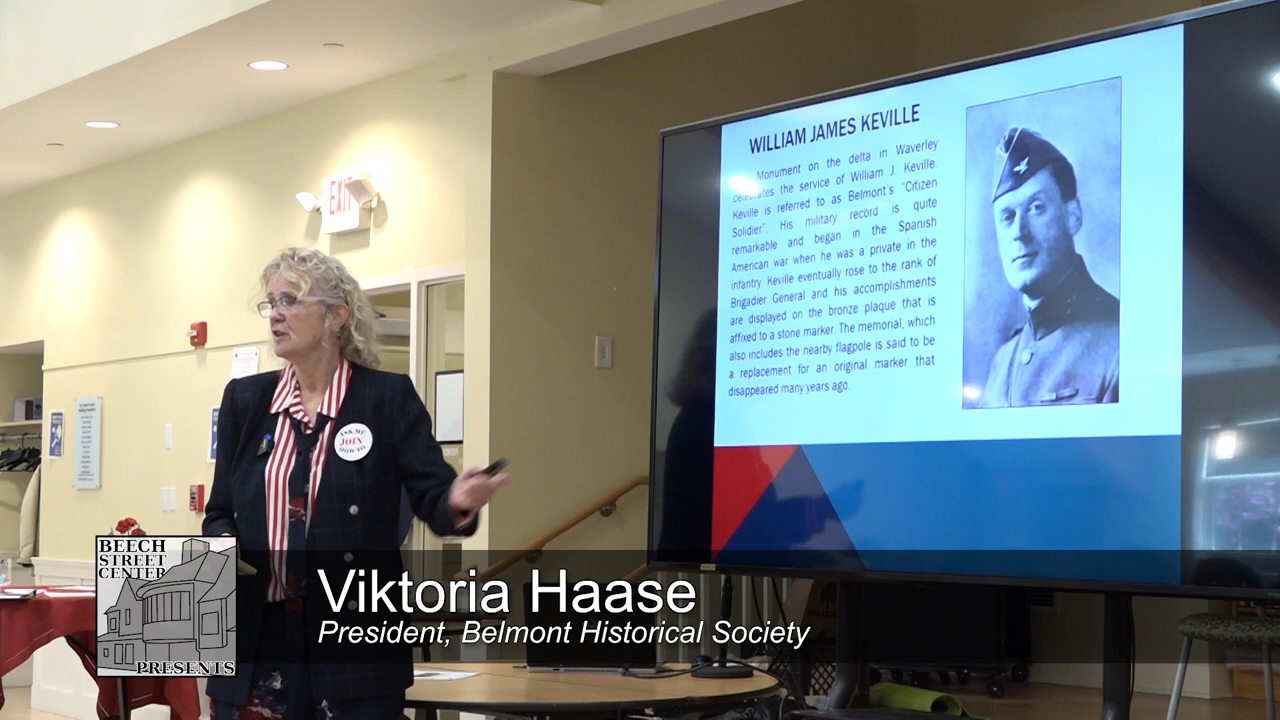 EXIT
WILLIAM JAMES KEVILLE
Monument on the delta in Waverley
celebrates the service of William J. Keville.
Keville is referred to as Belmont's "Citizen
Solidier". His military record is quite
remarkable and began in the Spanish
American war when he was a private in the
infantry. Keville eventually rose to the rank of
Brigadier General and his accomplishments
are displayed on the bronze plaque that is
affixed to a stone marker. The memorial, which
also includes the nearby flagpole is said to be
a replacement for an original marker that
disappeared many years ago.
ASK ME
JOIN
HOW TO
BEECH
STREET
CENTER
PRESENTS
Viktoria Haase
President, Belmont Historical Society